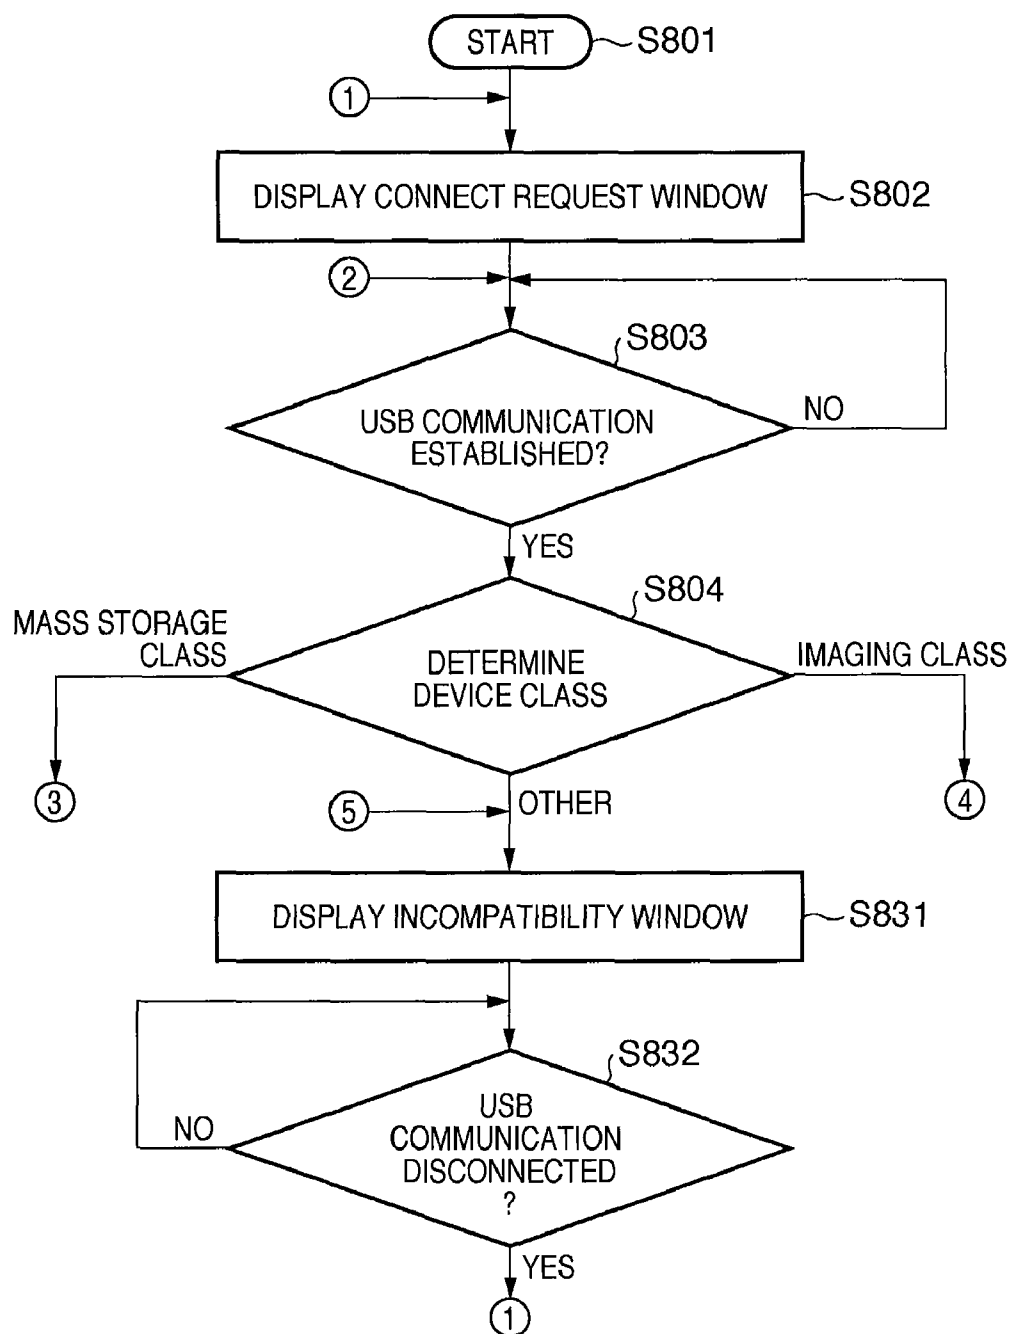 START
S801
1
DISPLAY CONNECT REQUEST WINDOW
S802
2
S803
USB COMMUNICATION
ESTABLISHED?
NO
YES
S804
MASS STORAGE
CLASS
DETERMINE
DEVICE CLASS
IMAGING CLASS
3
4
5
OTHER
DISPLAY INCOMPATIBILITY WINDOW
S831
S832
USB
COMMUNICATION
DISCONNECTED
?
NO
YES
1